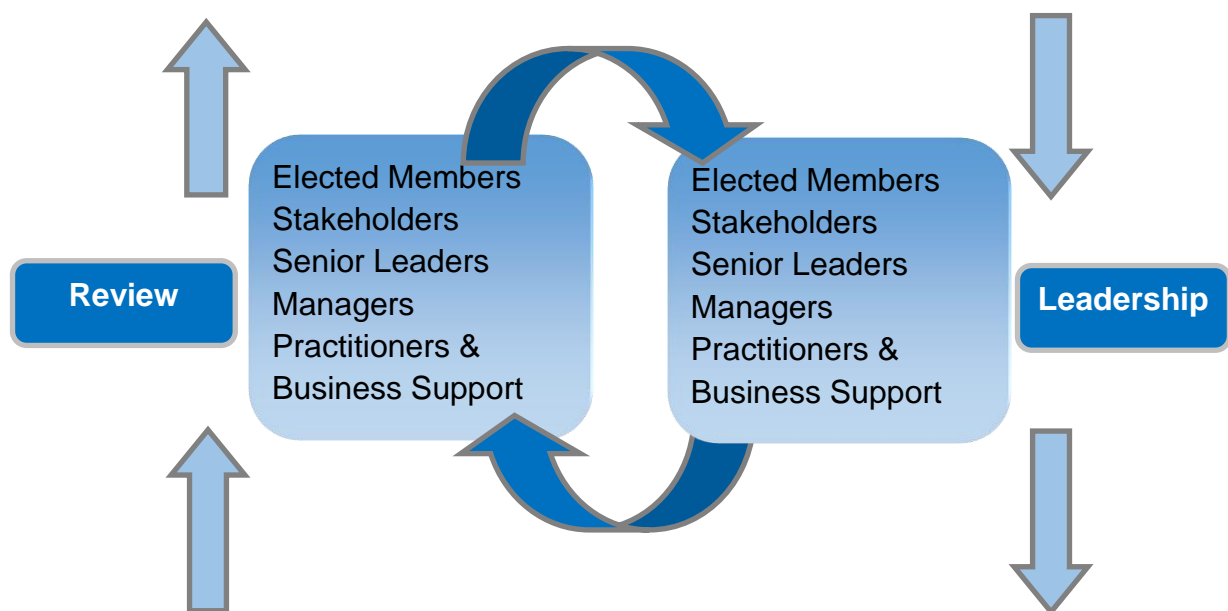 Review
Elected Members
Stakeholders
Senior Leaders
Managers
Practitioners &
Business Support
Elected Members
Stakeholders
Senior Leaders
Managers
Practitioners &
Business Support
Leadership